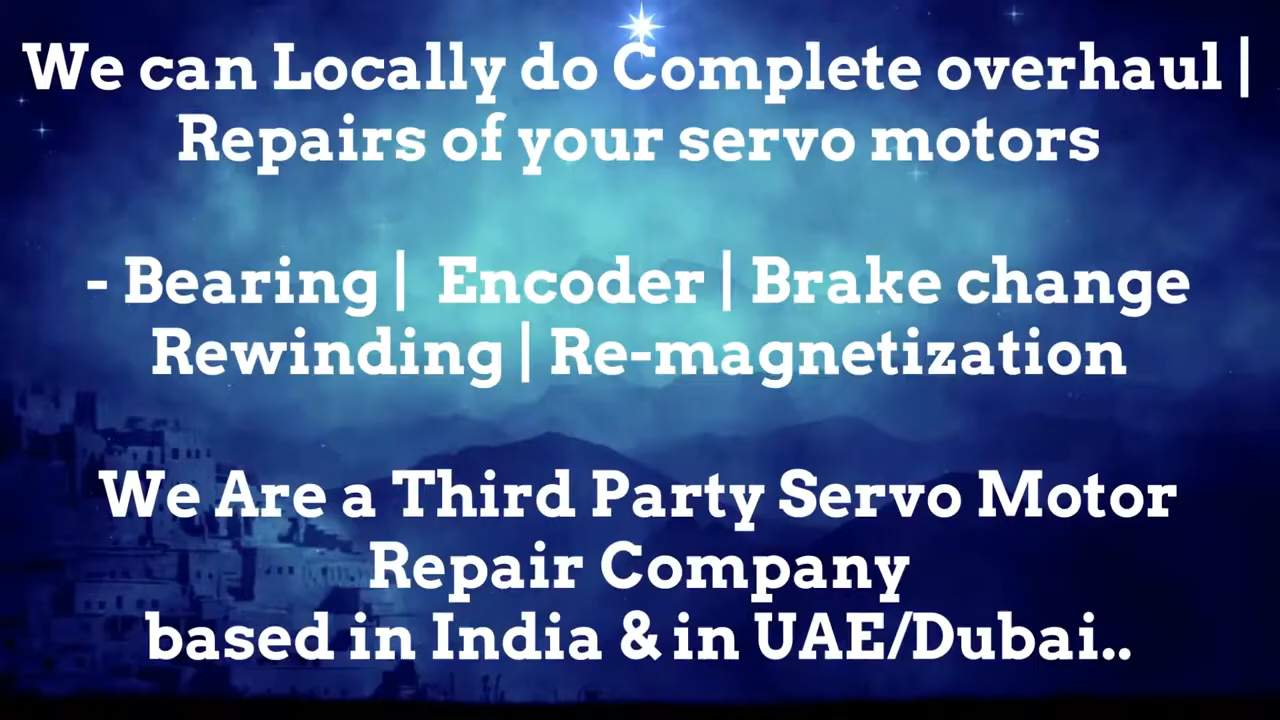 We can Locally do Complete overhaul |
Repairs of your servo motors
- Bearing | Encoder | Brake change
Rewinding | Re-magnetization
We Are a Third Party Servo Motor
Repair Company
based in India & in UAE/Dubai..